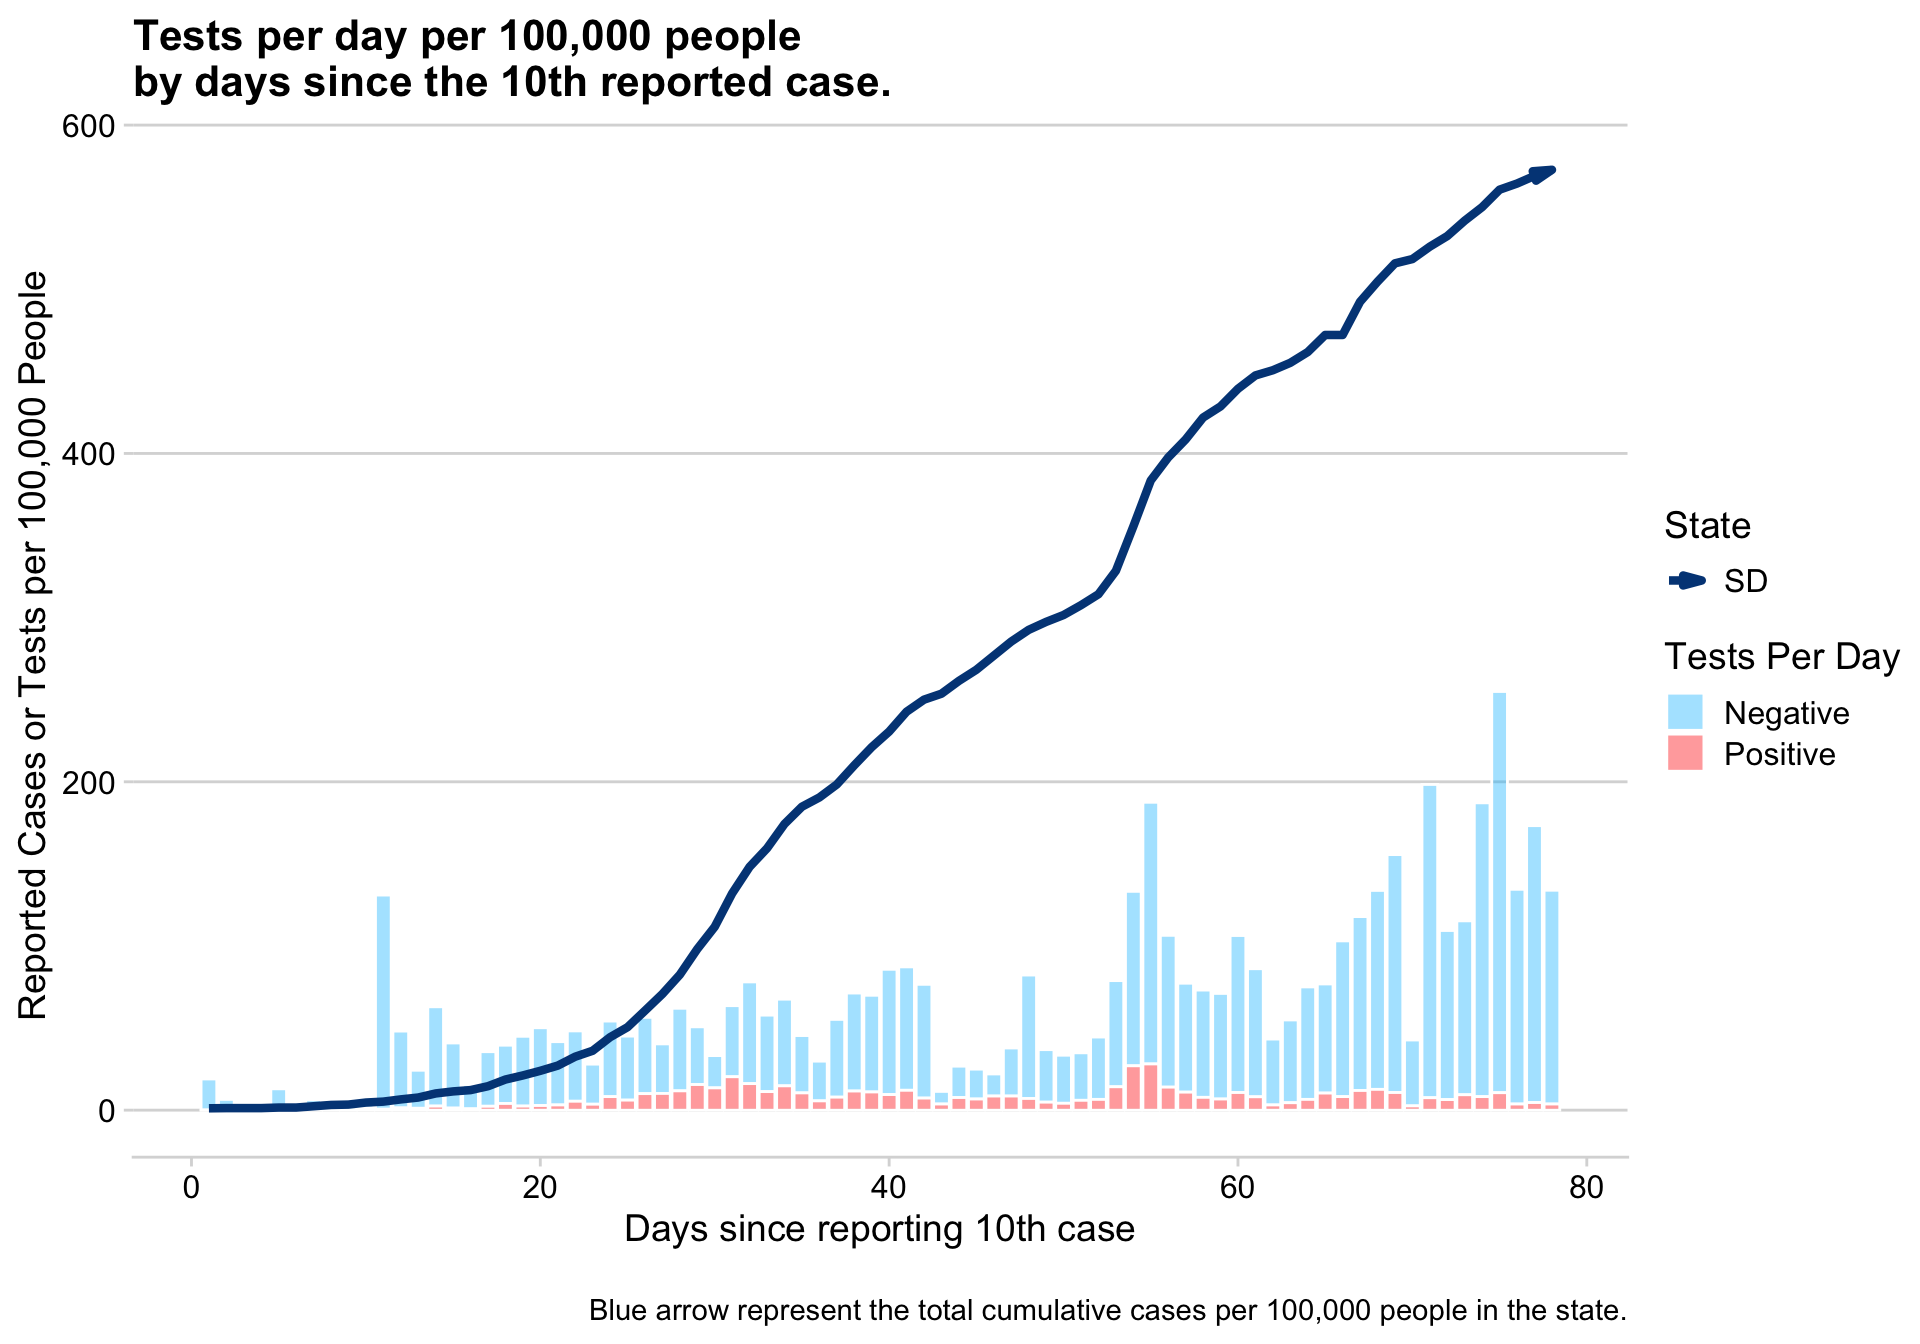 Tests per day per 100,000 people
by days since the 10th reported case.
Reported Cases or Tests per 100,000 People
600
400
200
0
0 20 40 60 80
Days since reporting 10th case
State
SD
Tests Per Day
Negative
Positive
Blue arrow represent the total cumulative cases per 100,000 people in the state.